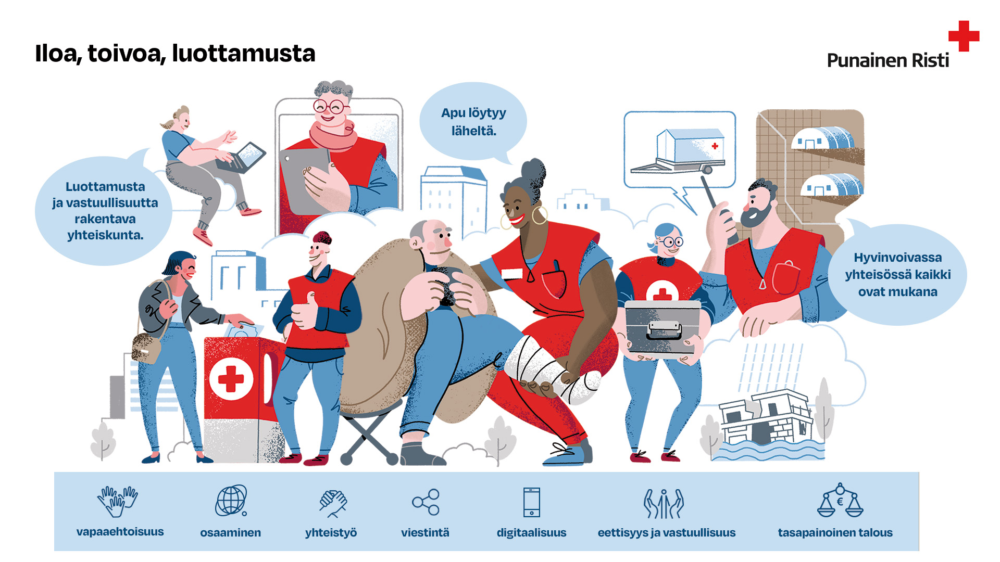 Iloa, toivoa, luottamusta
Punainen Risti
Luottamusta
ja vastuullisuutta
rakentava
yhteiskunta.
Apu löytyy
läheltä.
Hyvinvoivassa
yhteisössä kaikki
ovat mukana
€
vapaaehtoisuus
osaaminen
yhteistyö
viestintä
digitaalisuus
eettisyys ja vastuullisuus
tasapainoinen talous